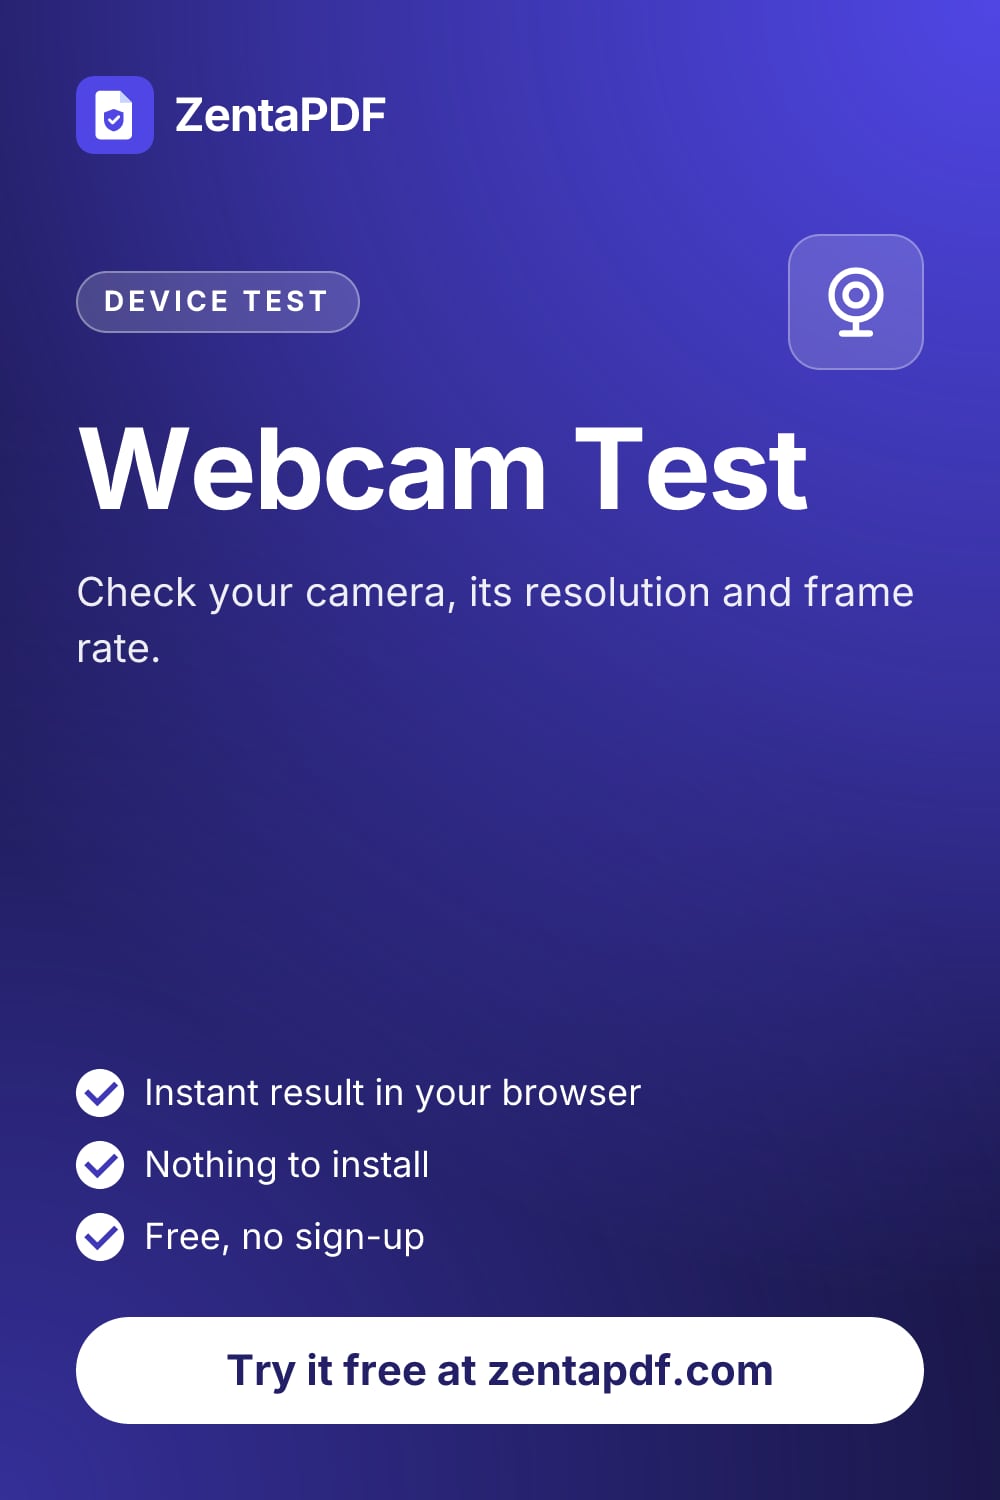 ZentaPDF
DEVICE TEST
Webcam Test
Check your camera, its resolution and frame
rate.
Instant result in your browser
Nothing to install
Free, no sign-up
Try it free at zentapdf.com